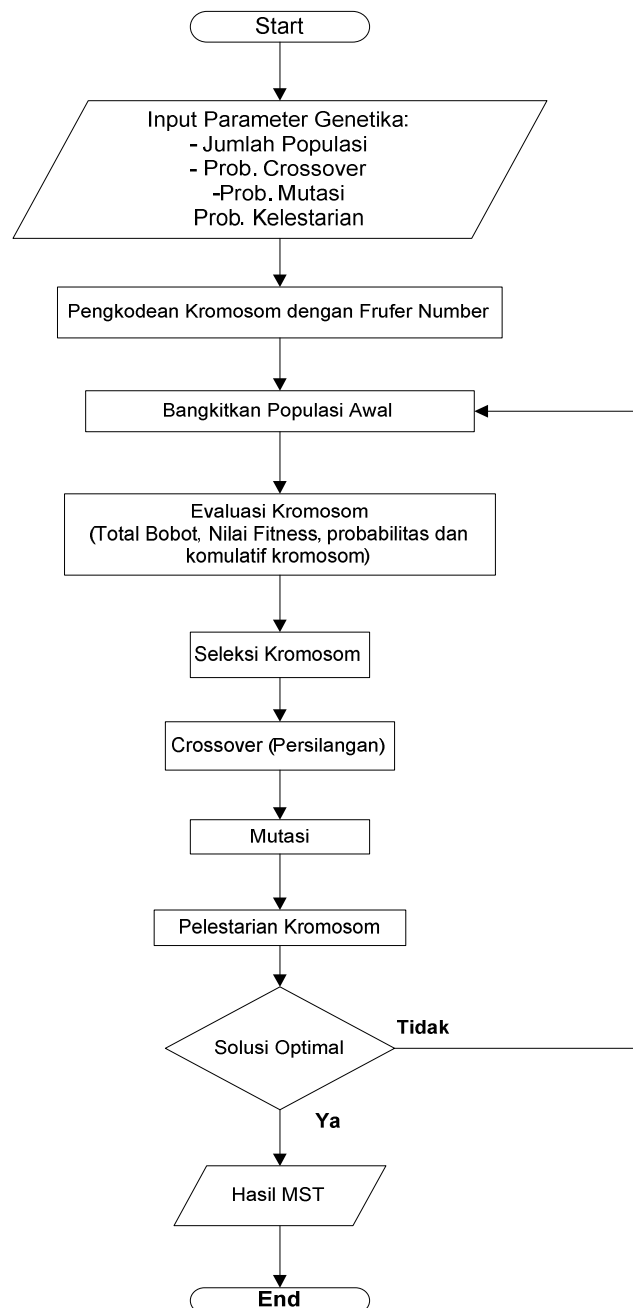 Start
Input Parameter Genetika:
- Jumlah Populasi
- Prob. Crossover
-Prob. Mutasi
Prob. Kelestarian
Pengkodean Kromosom dengan Frufer Number
Bangkitkan Populasi Awal
Evaluasi Kromosom
(Total Bobot, Nilai Fitness, probabilitas dan
komulatif kromosom)
Seleksi Kromosom
Crossover (Persilangan)
Mutasi
Pelestarian Kromosom
Solusi Optimal
Tidak
Ya
Hasil MST
End